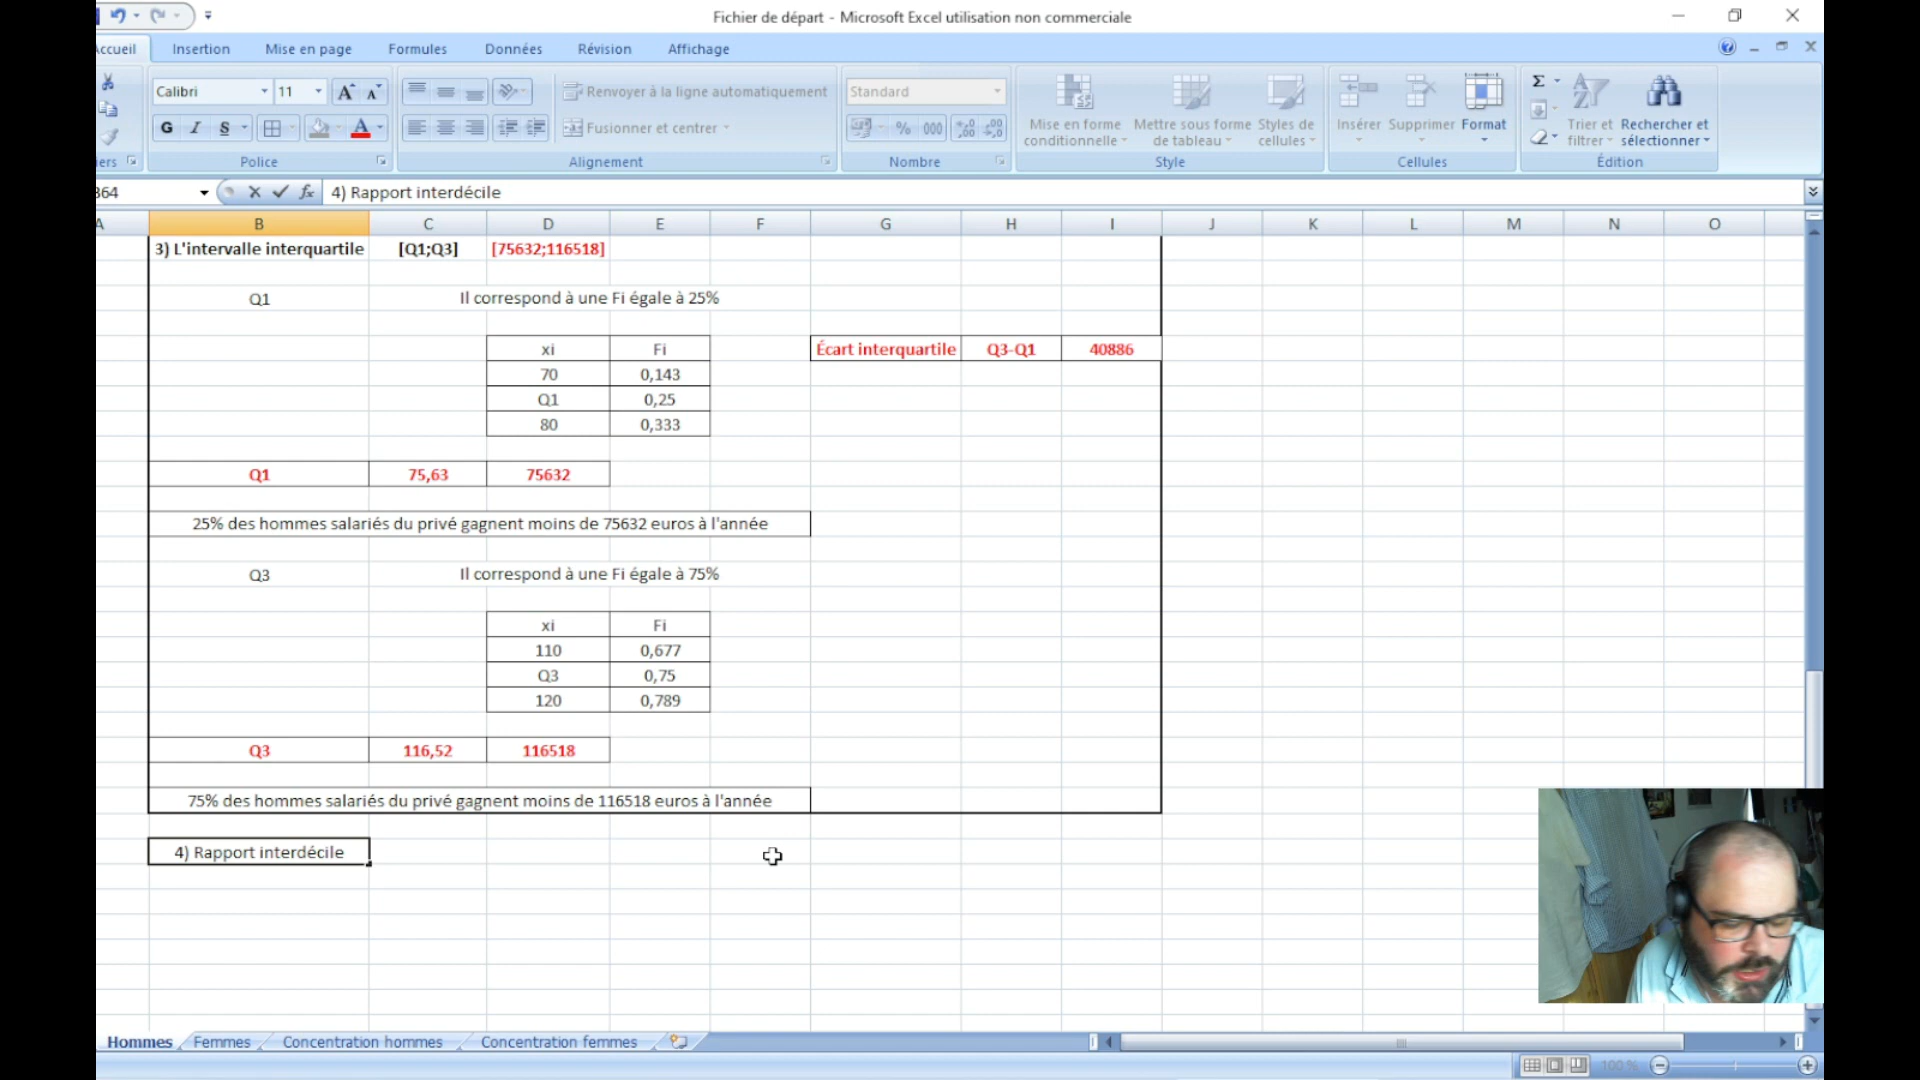 Fichier de départ - Microsoft Excel utilisation non commerciale
Accueil Insertion Mise en page Formules Données Révision Affichage
Calibri 11 Renvoyer à la ligne automatiquement Standard
G I S A Fusionner et centrer % 000
Mise en forme conditionnelle Mettre sous forme de tableau Styles de cellules Insérer Supprimer Format Trier et filtrer Rechercher et sélectionner
iers Police Alignement Nombre Style Cellules Édition
B64 fx 4) Rapport interdécile
A B C D E F G H I J K L M N O
3) L'intervalle interquartile [Q1;Q3] [75632;116518]
Q1 Il correspond à une Fi égale à 25%
xi Fi Écart interquartile Q3-Q1 40886
70 0,143
Q1 0,25
80 0,333
Q1 75,63 75632
25% des hommes salariés du privé gagnent moins de 75632 euros à l'année
Q3 Il correspond à une Fi égale à 75%
xi Fi
110 0,677
Q3 0,75
120 0,789
Q3 116,52 116518
75% des hommes salariés du privé gagnent moins de 116518 euros à l'année
4) Rapport interdécile
Hommes Femmes Concentration hommes Concentration femmes
100 %